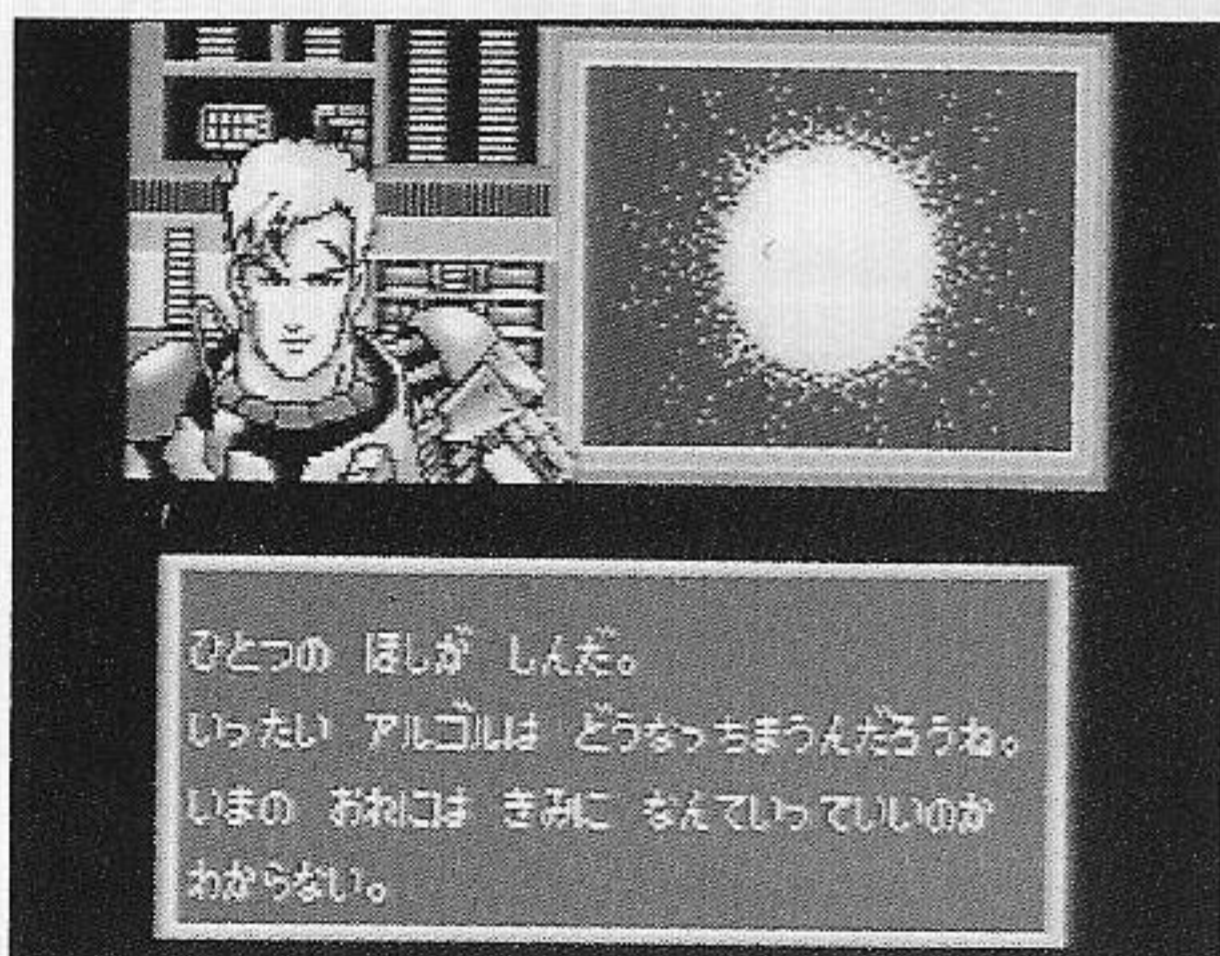 ひとつの ほしが しんだ。
いったい アルゴルは どうなっちまうんだろうね。
いまの おれには きみに なんていっていいのか
わからない。